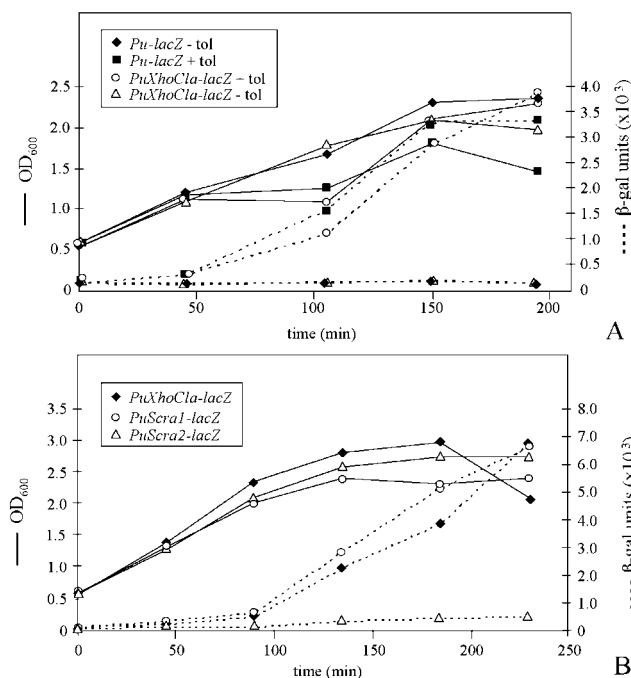 Pu-lacZ - tol
Pu-lacZ + tol
PuXhoCla-lacZ + tol
PuXhoCla-lacZ - tol
2.5
2.0
1.5
1.0
0.5
0
OD600
4.0
3.5
3.0
2.5
2.0
1.5
1.0
0.5
0
β-gal units (x10³)
0
50
100
150
200
time (min)
A
PuXhoCla-lacZ
PuScra1-lacZ
PuScra2-lacZ
3.5
3.0
2.5
2.0
1.5
1.0
0.5
0
OD600
8.0
7.0
6.0
5.0
4.0
3.0
2.0
1.0
0.0
β-gal units (x10³)
0
50
100
150
200
250
time (min)
B